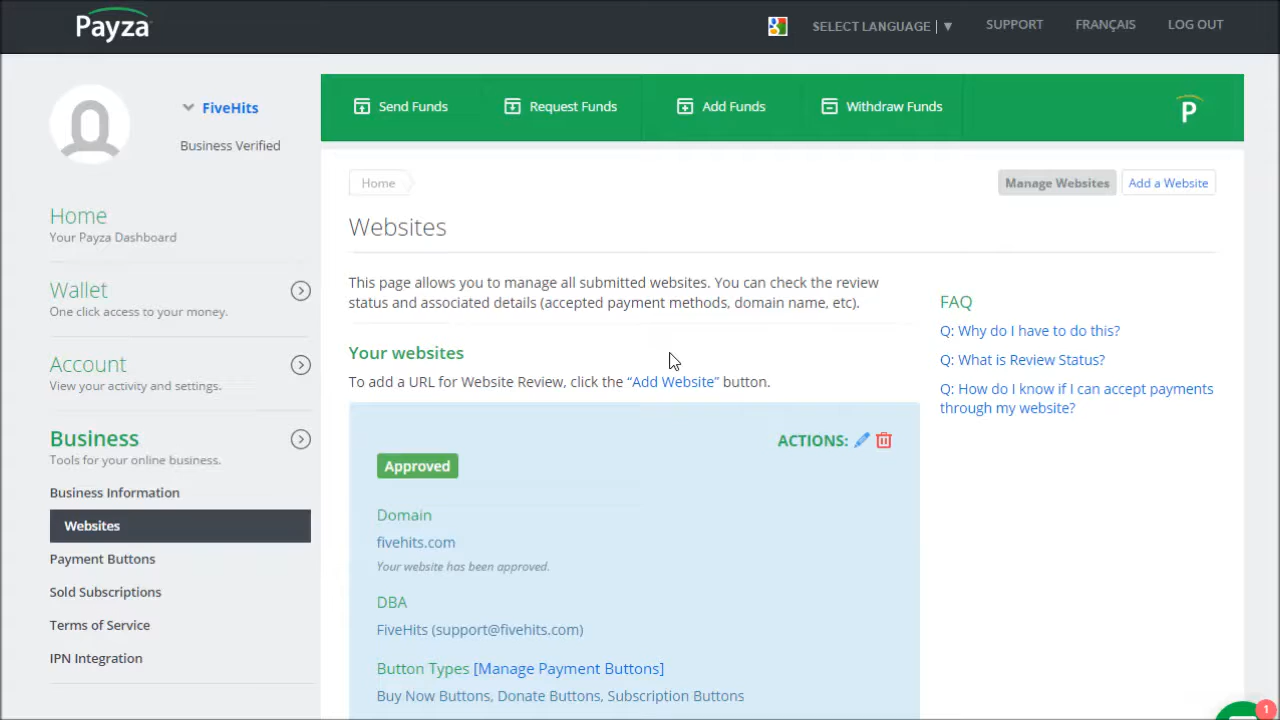 Payza
SELECT LANGUAGE | ▼
SUPPORT
FRANÇAIS
LOG OUT
FiveHits
Business Verified
Home
Your Payza Dashboard
Wallet
One click access to your money.
Account
View your activity and settings.
Business
Tools for your online business.
Business Information
Websites
Payment Buttons
Sold Subscriptions
Terms of Service
IPN Integration
Send Funds
Request Funds
Add Funds
Withdraw Funds
P
Home
Manage Websites
Add a Website
Websites
This page allows you to manage all submitted websites. You can check the review
status and associated details (accepted payment methods, domain name, etc).
Your websites
To add a URL for Website Review, click the “Add Website” button.
ACTIONS:
Approved
Domain
fivehits.com
Your website has been approved.
DBA
FiveHits (support@fivehits.com)
Button Types [Manage Payment Buttons]
Buy Now Buttons, Donate Buttons, Subscription Buttons
FAQ
Q: Why do I have to do this?
Q: What is Review Status?
Q: How do I know if I can accept payments
through my website?
1